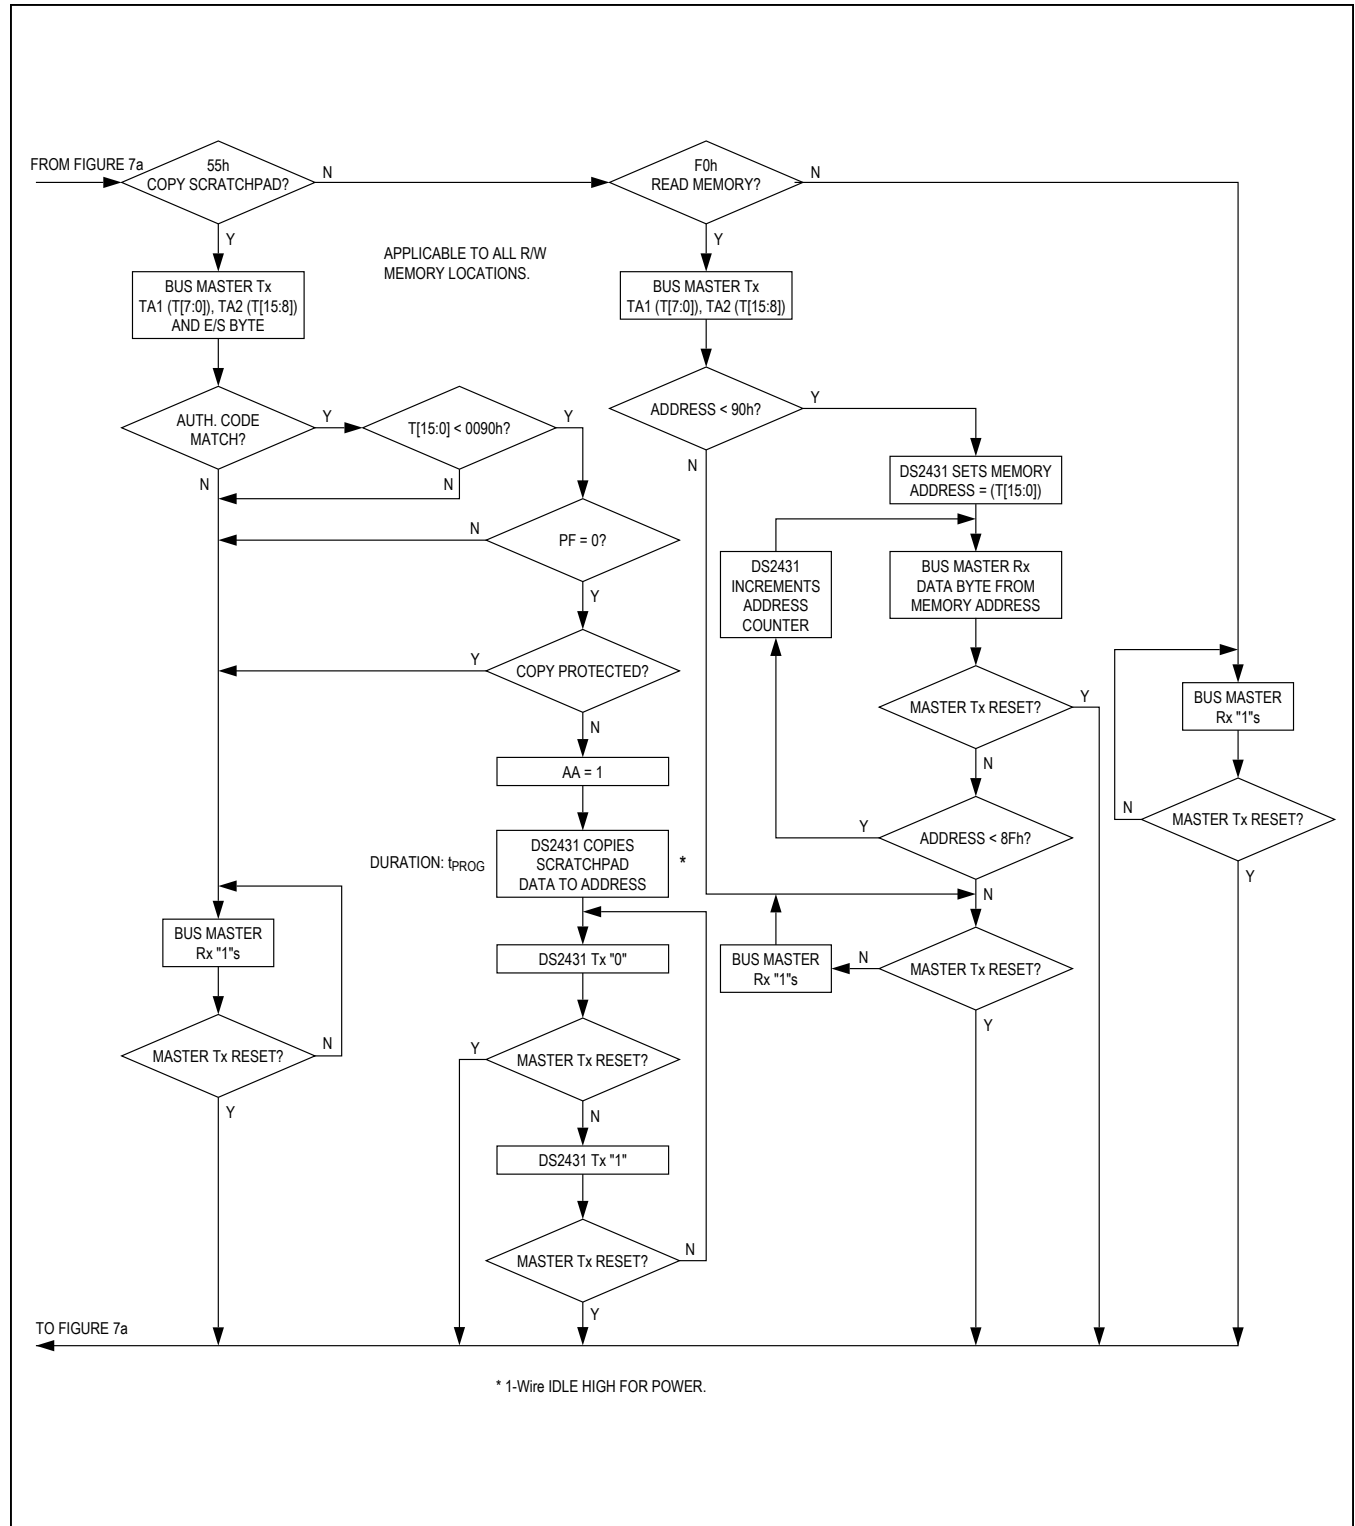 FROM FIGURE 7a
55h
COPY SCRATCHPAD?
N
Y
F0h
READ MEMORY?
N
Y
APPLICABLE TO ALL R/W
MEMORY LOCATIONS.
BUS MASTER Tx
TA1 (T[7:0]), TA2 (T[15:8])
AND E/S BYTE
AUTH. CODE
MATCH?
Y
N
T[15:0] < 0090h?
Y
N
PF = 0?
N
Y
COPY PROTECTED?
Y
N
AA = 1
DURATION: tPROG
DS2431 COPIES
SCRATCHPAD
DATA TO ADDRESS
*
BUS MASTER
Rx "1"s
MASTER Tx RESET?
N
Y
DS2431 Tx "0"
MASTER Tx RESET?
Y
N
DS2431 Tx "1"
MASTER Tx RESET?
N
Y
BUS MASTER Tx
TA1 (T[7:0]), TA2 (T[15:8])
ADDRESS < 90h?
Y
N
DS2431 SETS MEMORY
ADDRESS = (T[15:0])
DS2431
INCREMENTS
ADDRESS
COUNTER
BUS MASTER Rx
DATA BYTE FROM
MEMORY ADDRESS
MASTER Tx RESET?
Y
N
ADDRESS < 8Fh?
Y
N
BUS MASTER
Rx "1"s
N
MASTER Tx RESET?
Y
BUS MASTER
Rx "1"s
MASTER Tx RESET?
N
Y
TO FIGURE 7a
* 1-Wire IDLE HIGH FOR POWER.